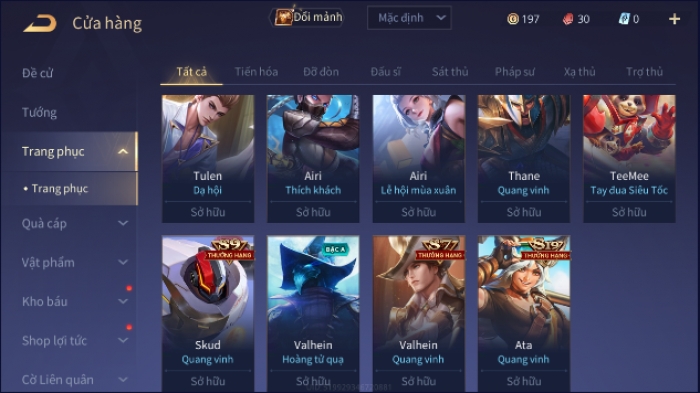 Cửa hàng
Đổi mảnh
Mặc định
197
30
0
Đề cử
Tướng
Trang phục
Trang phục
Quà cáp
Vật phẩm
Kho báu
Shop lợi tức
Cờ Liên quân
Tất cả Tiến hóa Đỡ đòn Đấu sĩ Sát thủ Pháp sư Xạ thủ Trợ thủ
Tulen
Dạ hội
Sở hữu
Airi
Thích khách
Sở hữu
Airi
Lễ hội mùa xuân
Sở hữu
Thane
Quang vinh
Sở hữu
TeeMee
Tay đua Siêu Tốc
Sở hữu
S9
THƯỞNG HẠNG
Skud
Quang vinh
Sở hữu
BẬC A
Valhein
Hoàng tử quạ
Sở hữu
THƯỞNG HẠNG
Valhein
Quang vinh
Sở hữu
S19
THƯỞNG HẠNG
Ata
Quang vinh
Sở hữu